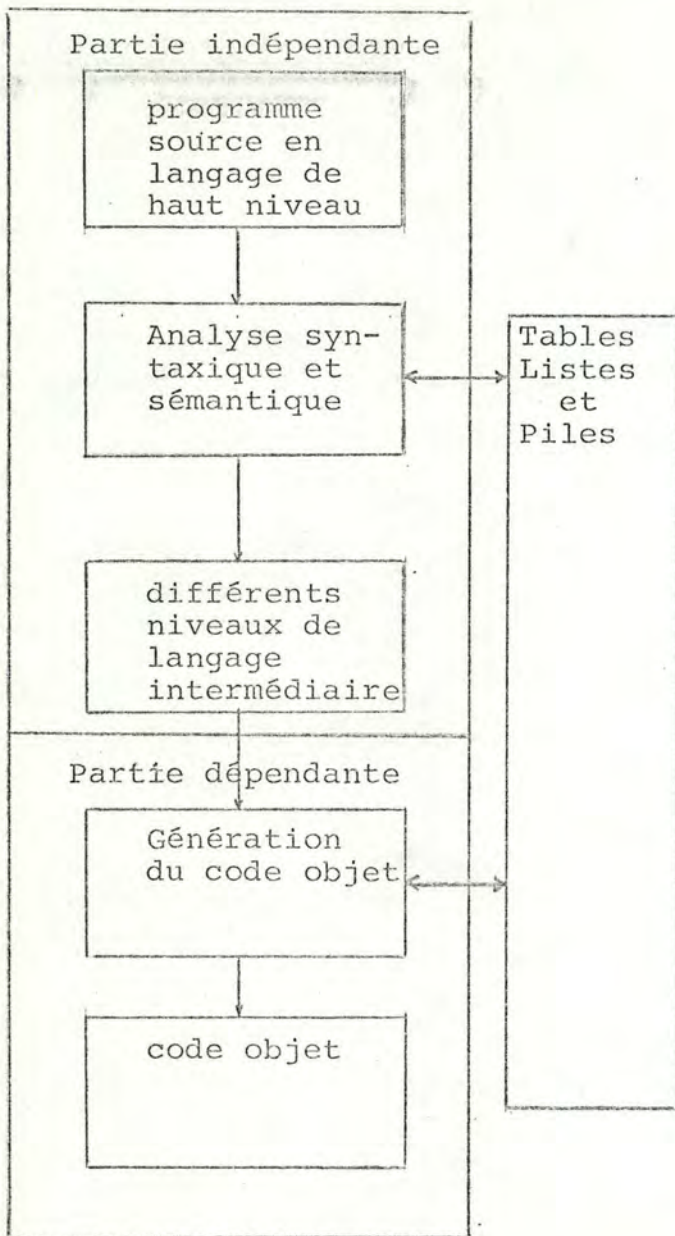 Partie indépendante
programme
source en
langage de
haut niveau
Analyse syn-
taxique et
sémantique
Tables
Listes
et
Piles
différents
niveaux de
langage
intermédiaire
Partie dépendante
Génération
du code objet
code objet